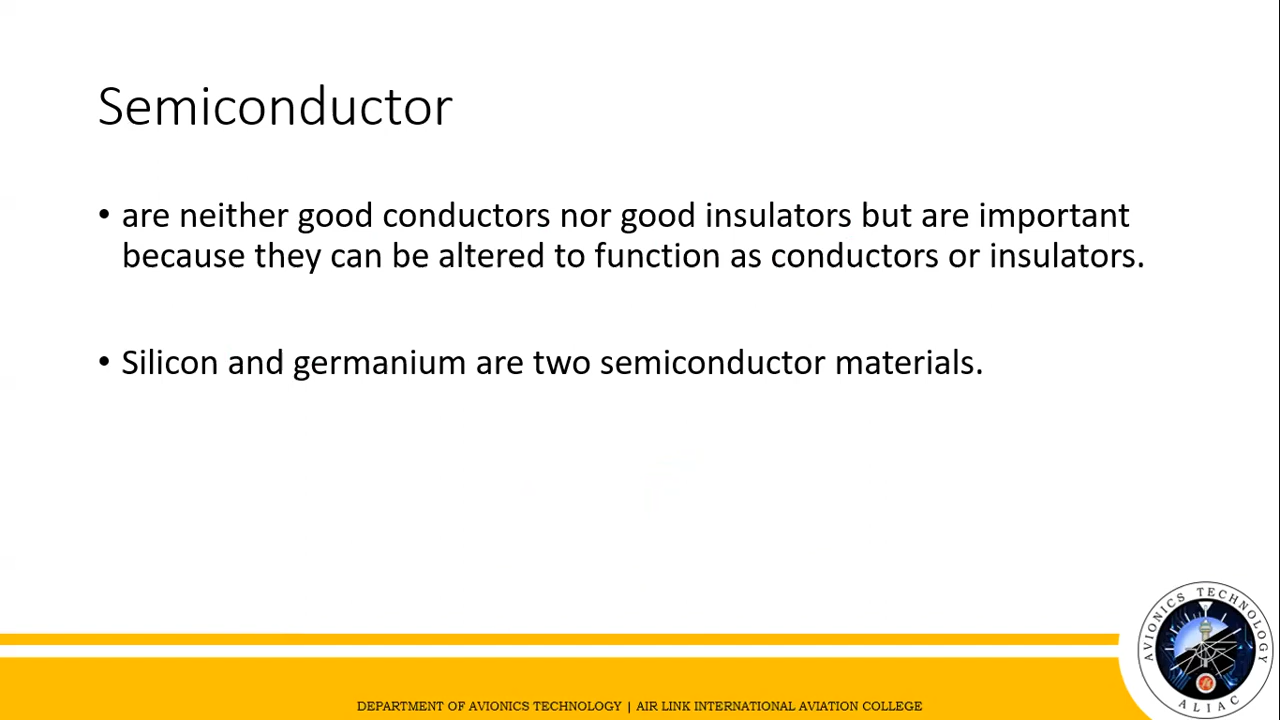 Semiconductor
• are neither good conductors nor good insulators but are important
because they can be altered to function as conductors or insulators.
• Silicon and germanium are two semiconductor materials.
AVIONICS TECHNOLOGY
ALIAC
DEPARTMENT OF AVIONICS TECHNOLOGY | AIR LINK INTERNATIONAL AVIATION COLLEGE